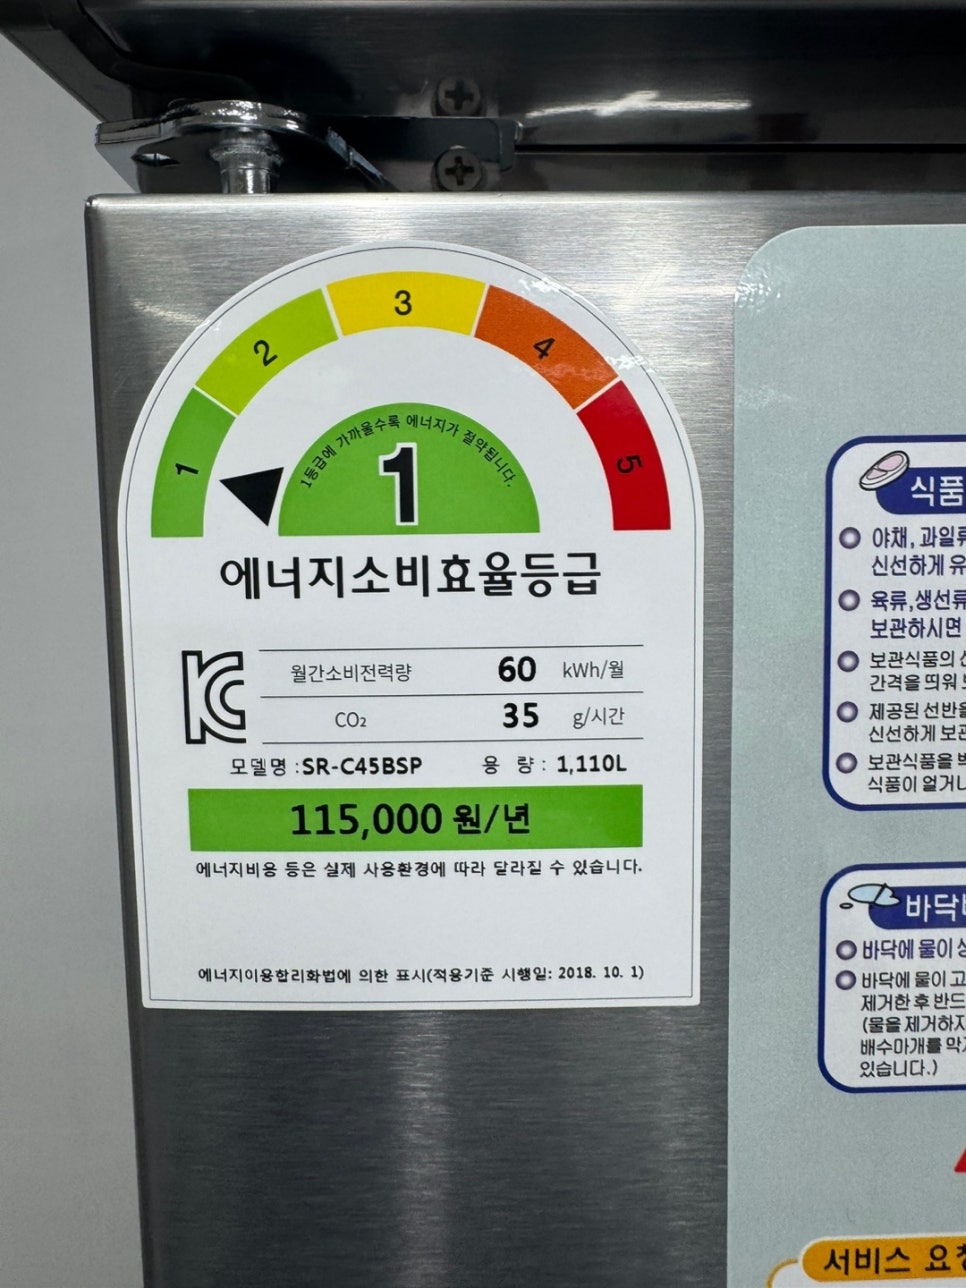 1
2
3
4
5
1등급에 가까울수록 에너지가 절약됩니다.
1
에너지소비효율등급
월간소비전력량 60 kWh/월
CO₂ 35 g/시간
모델명 : SR-C45BSP 용 량 : 1,110L
115,000 원/년
에너지비용 등은 실제 사용환경에 따라 달라질 수 있습니다.
에너지이용합리화법에 의한 표시(적용기준 시행일: 2018. 10. 1)
식품
야채, 과일류
신선하게 유
육류,생선류
보관하시면
보관식품의
간격을 띄워
제공된 선반을
신선하게 보관
보관식품을
식품이 얼거나
바닥
바닥에 물이
바닥에 물이 고
제거한 후 반드
(물을 제거하지
배수마개를 막
있습니다.)
서비스 요청